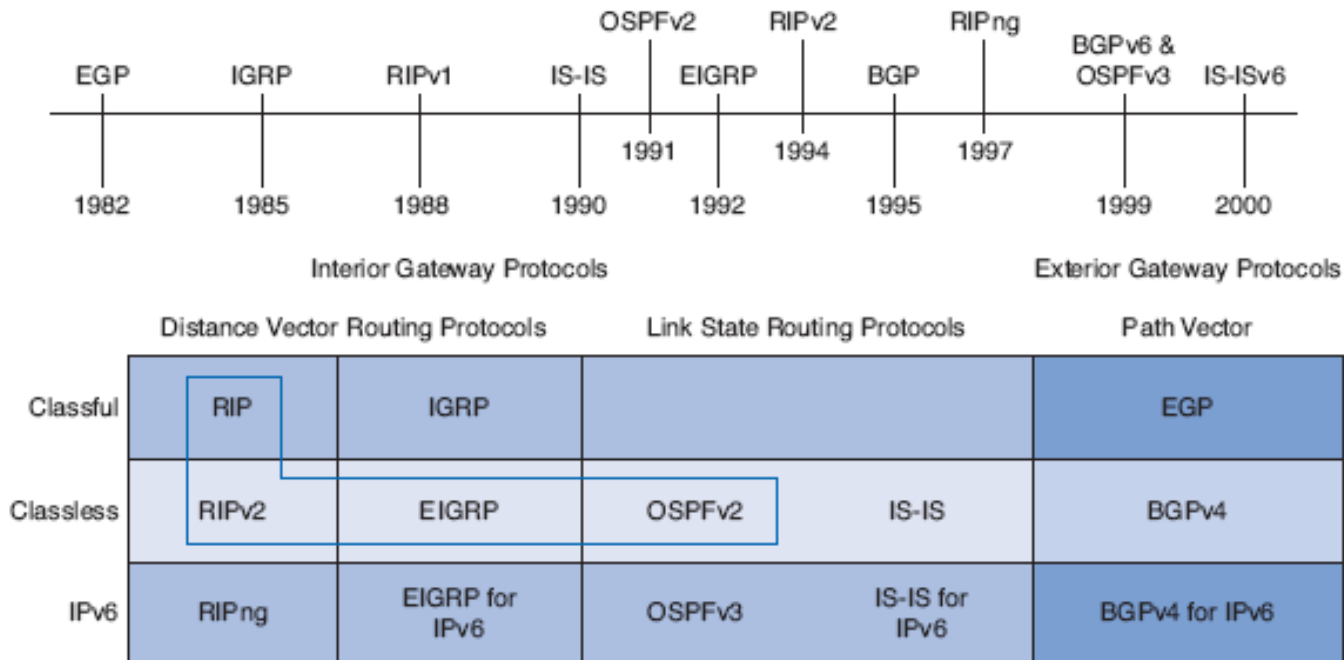 OSPFv2 RIPv2 RIPng
EGP IGRP RIPv1 IS-IS EIGRP BGP BGPv6 &
OSPFv3 IS-ISv6
1991 1994 1997
1982 1985 1988 1990 1992 1995 1999 2000
Interior Gateway Protocols Exterior Gateway Protocols
Distance Vector Routing Protocols Link State Routing Protocols Path Vector
Classful RIP IGRP EGP
Classless RIPv2 EIGRP OSPFv2 IS-IS BGPv4
IPv6 RIPng EIGRP for
IPv6 OSPFv3 IS-IS for
IPv6 BGPv4 for IPv6